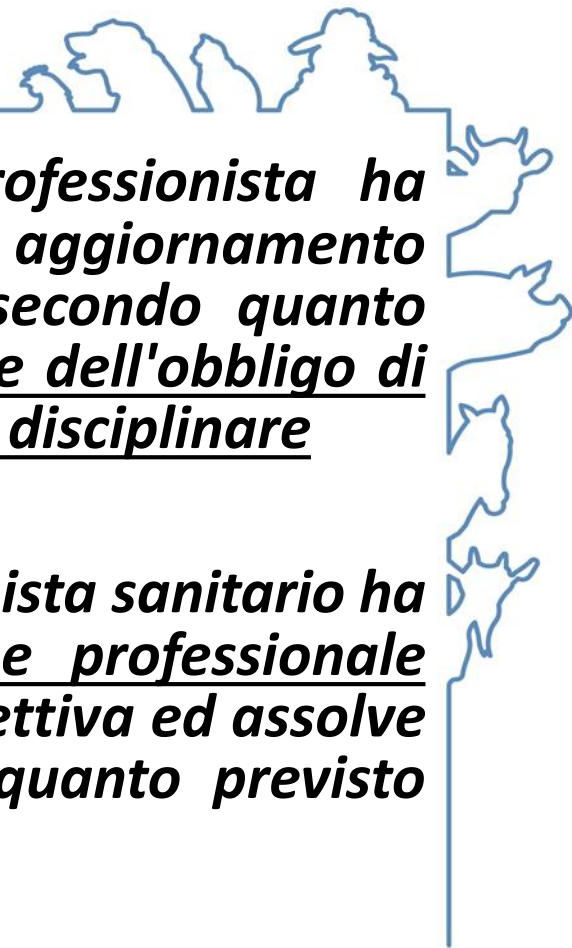 rofessionista ha
aggiornamento
secondo quanto
e dell'obbligo di
disciplinare
ista sanitario ha
e professionale
ettiva ed assolve
quanto previsto